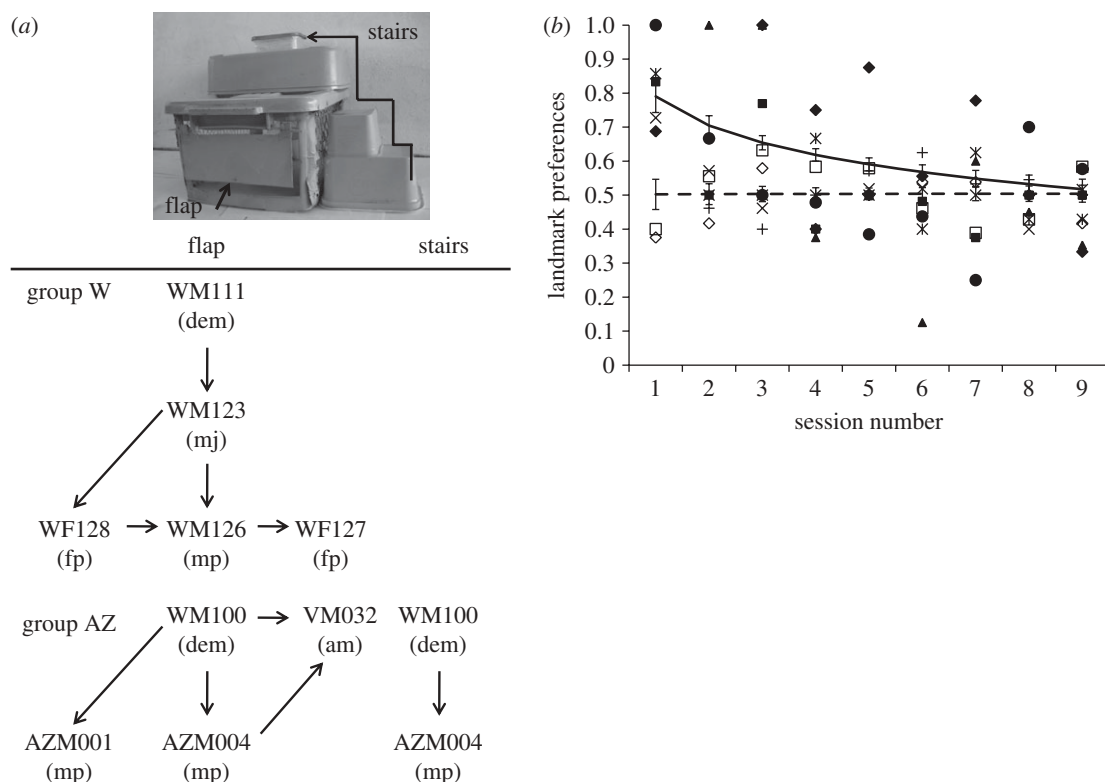 (a)
stairs
flap
flap stairs
group W WM111
(dem)
WM123
(mj)
WF128 WM126 WF127
(fp) (mp) (fp)
group AZ WM100 VM032 WM100
(dem) (am) (dem)
AZM001 AZM004 AZM004
(mp) (mp) (mp)
(b)
1.0
0.9
0.8
0.7
0.6
0.5
0.4
0.3
0.2
0.1
0
landmark preferences
1 2 3 4 5 6 7 8 9
session number